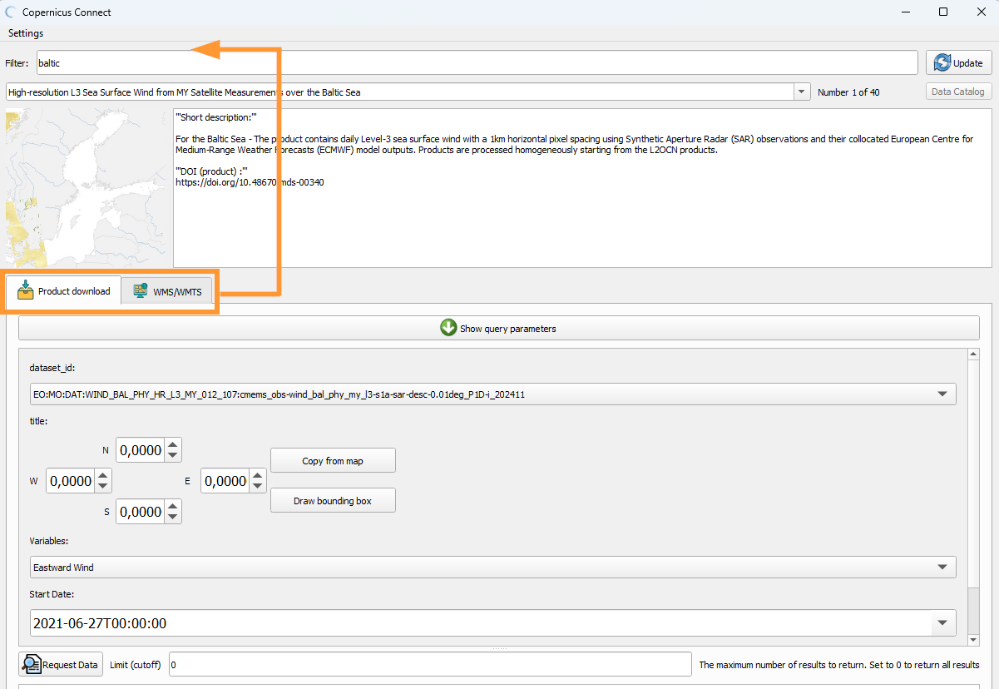 Copernicus Connect
Settings
Filter: baltic Update
High-resolution L3 Sea Surface Wind from MY Satellite Measurements over the Baltic Sea Number 1 of 40 Data Catalog
'"Short description:'"
For the Baltic Sea - The product contains daily Level-3 sea surface wind with a 1km horizontal pixel spacing using Synthetic Aperture Radar (SAR) observations and their collocated European Centre for
Medium-Range Weather Forecasts (ECMWF) model outputs. Products are processed homogeneously starting from the L2OCN products.
'"DOI (product) :'"
https://doi.org/10.48670/mds-00340
Product download WMS/WMTS
Show query parameters
dataset_id:
EO:MO:DAT:WIND_BAL_PHY_HR_L3_MY_012_107:cmems_obs-wind_bal_phy_my_l3-s1a-sar-desc-0.01deg_P1D-i_202411
title:
N 0,0000
Copy from map
W 0,0000 E 0,0000
Draw bounding box
S 0,0000
Variables:
Eastward Wind
Start Date:
2021-06-27T00:00:00
Request Data Limit (cutoff) 0 The maximum number of results to return. Set to 0 to return all results